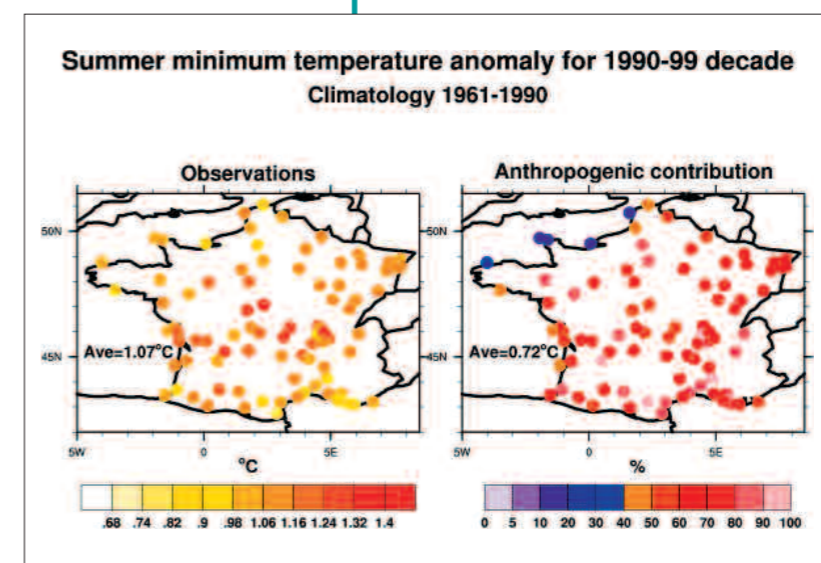 Summer minimum temperature anomaly for 1990-99 decade
Climatology 1961-1990
Observations
Anthropogenic contribution
50N
50N
Ave=1.07°C
Ave=0.72°C
45N
45N
5W 0 5E
5W 0 5E
°C
%
.68 .74 .82 .9 .98 1.06 1.16 1.24 1.32 1.4
0 5 10 20 30 40 50 60 70 80 90 100